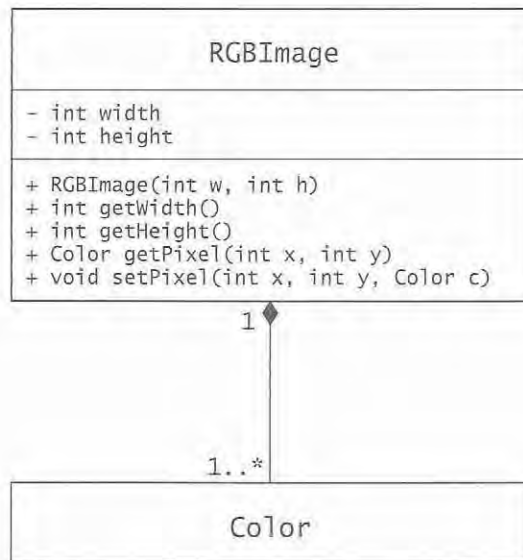 RGBImage
- int width
- int height
+ RGBImage(int w, int h)
+ int getWidth()
+ int getHeight()
+ Color getPixel(int x, int y)
+ void setPixel(int x, int y, Color c)
1
1..*
Color